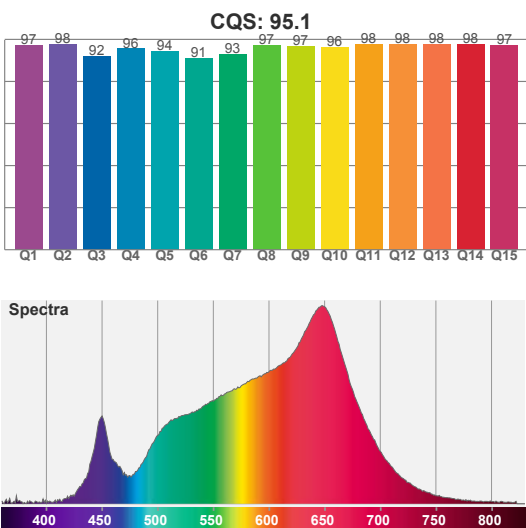 CQS: 95.1
97 98 92 96 94 91 93 97 97 96 98 98 98 98 97
Q1 Q2 Q3 Q4 Q5 Q6 Q7 Q8 Q9 Q10 Q11 Q12 Q13 Q14 Q15
Spectra
400 450 500 550 600 650 700 750 800